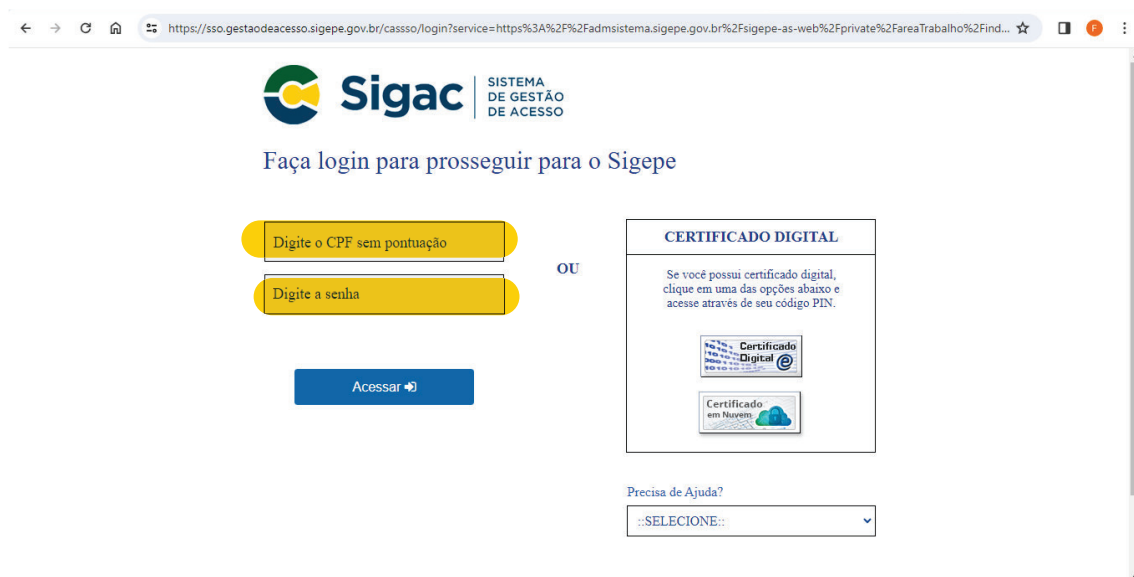 https://sso.gestaodeacesso.sigepe.gov.br/cassso/login?service=https%3A%2F%2Fadmsistema.sigepe.gov.br%2Fsigepe-as-web%2Fprivate%2FareaTrabalho%2Find...
F
Sigac
SISTEMA
DE GESTÃO
DE ACESSO
Faça login para prosseguir para o Sigepe
Digite o CPF sem pontuação
Digite a senha
Acessar
OU
CERTIFICADO DIGITAL
Se você possui certificado digital,
clique em uma das opções abaixo e
acesse através de seu código PIN.
Certificado
Digital
Certificado
em Nuvem
Precisa de Ajuda?
::SELECIONE::